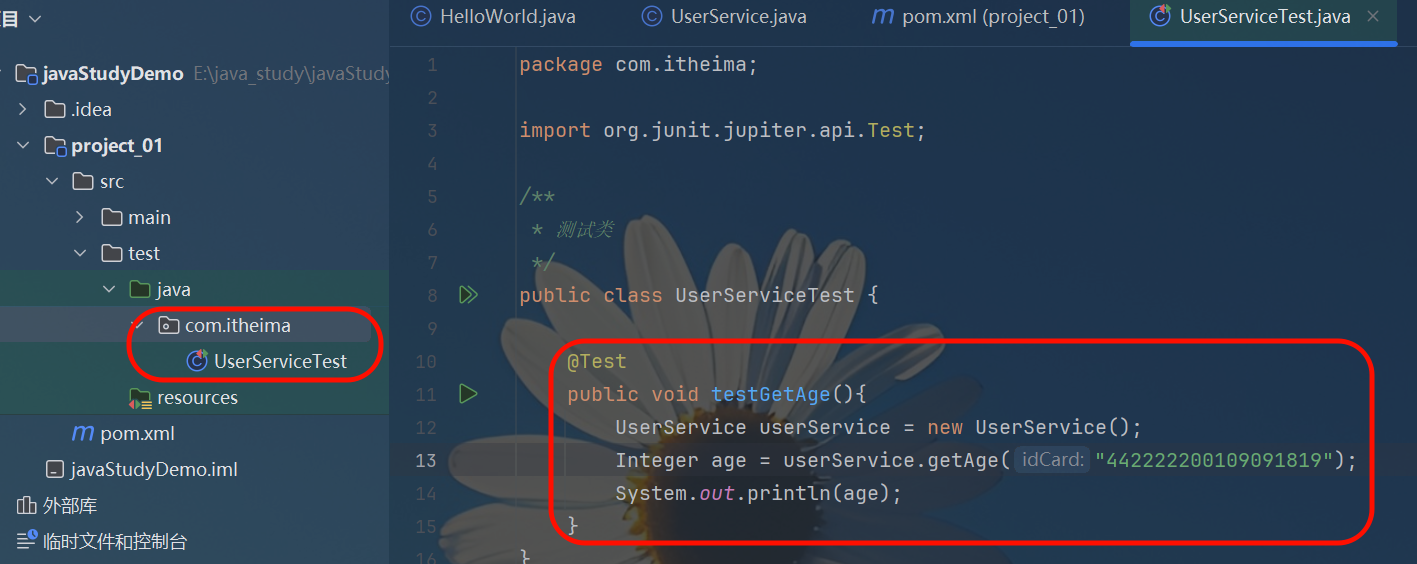 项目
HelloWorld.java
UserService.java
pom.xml (project_01)
UserServiceTest.java
javaStudyDemo E:\java_study\javaStudy
.idea
project_01
src
main
test
java
com.itheima
UserServiceTest
resources
pom.xml
javaStudyDemo.iml
外部库
临时文件和控制台
1 package com.itheima;
2
3 import org.junit.jupiter.api.Test;
4
5 /**
6 * 测试类
7 */
8 public class UserServiceTest {
9
10 @Test
11 public void testGetAge(){
12 UserService userService = new UserService();
13 Integer age = userService.getAge( idCard: "442222200109091819");
14 System.out.println(age);
15 }
16 }